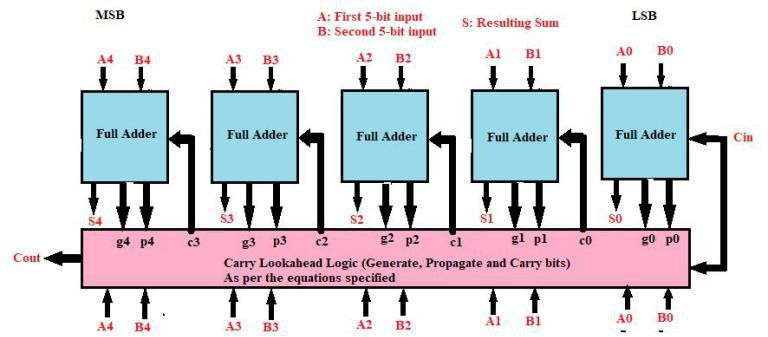 MSB
A: First 5-bit input
B: Second 5-bit input
S: Resulting Sum
LSB
A4 B4 A3 B3 A2 B2 A1 B1 A0 B0
Full Adder Full Adder Full Adder Full Adder Full Adder
Cin
S4 S3 S2 S1 S0
g4 p4 c3 g3 p3 c2 g2 p2 c1 g1 p1 c0 g0 p0
Cout
Carry Lookahead Logic (Generate, Propagate and Carry bits)
As per the equations specified
A4 B4 A3 B3 A2 B2 A1 B1 A0 B0